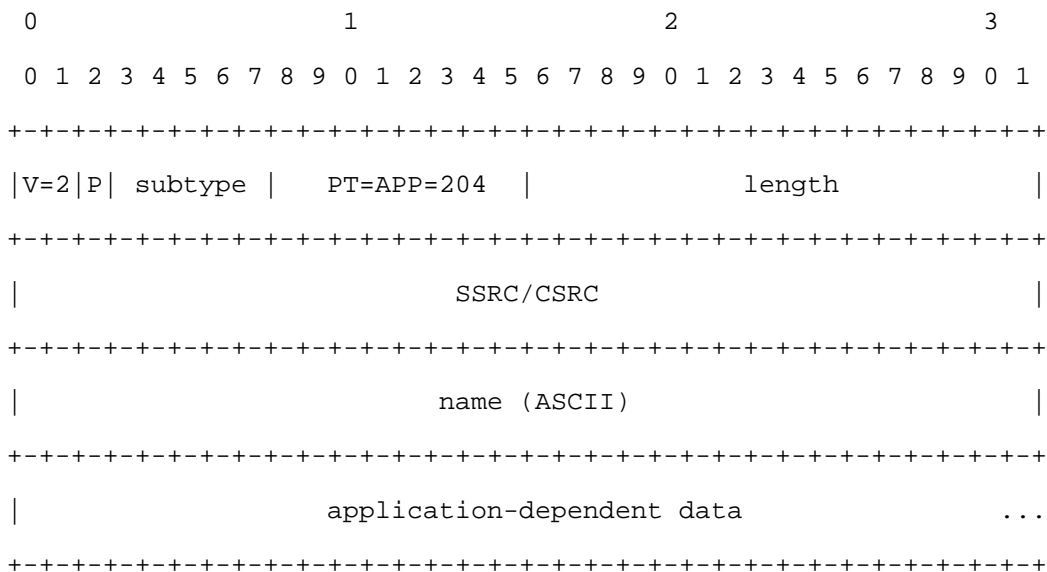 0                   1                   2                   3
 0 1 2 3 4 5 6 7 8 9 0 1 2 3 4 5 6 7 8 9 0 1 2 3 4 5 6 7 8 9 0 1
+-+-+-+-+-+-+-+-+-+-+-+-+-+-+-+-+-+-+-+-+-+-+-+-+-+-+-+-+-+-+-+-+
|V=2|P| subtype |   PT=APP=204  |             length            |
+-+-+-+-+-+-+-+-+-+-+-+-+-+-+-+-+-+-+-+-+-+-+-+-+-+-+-+-+-+-+-+-+
|                           SSRC/CSRC                           |
+-+-+-+-+-+-+-+-+-+-+-+-+-+-+-+-+-+-+-+-+-+-+-+-+-+-+-+-+-+-+-+-+
|                          name (ASCII)                         |
+-+-+-+-+-+-+-+-+-+-+-+-+-+-+-+-+-+-+-+-+-+-+-+-+-+-+-+-+-+-+-+-+
|                   application-dependent data                ...
+-+-+-+-+-+-+-+-+-+-+-+-+-+-+-+-+-+-+-+-+-+-+-+-+-+-+-+-+-+-+-+-+